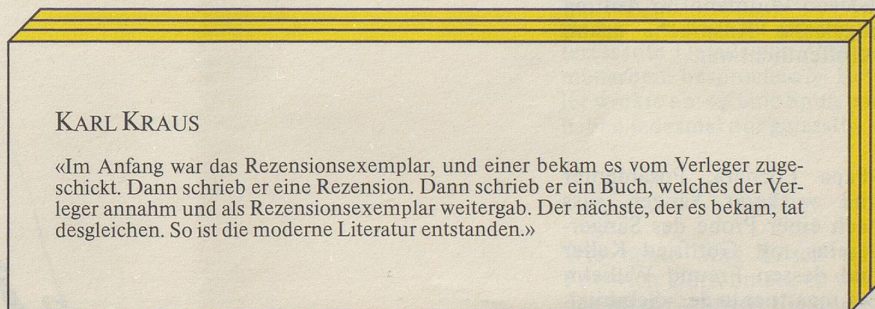 KARL KRAUS
«Im Anfang war das Rezensionsexemplar, und einer bekam es vom Verleger zuge-
schickt. Dann schrieb er eine Rezension. Dann schrieb er ein Buch, welches der Ver-
leger annahm und als Rezensionsexemplar weitergab. Der nächste, der es bekam, tat
desgleichen. So ist die moderne Literatur entstanden.»